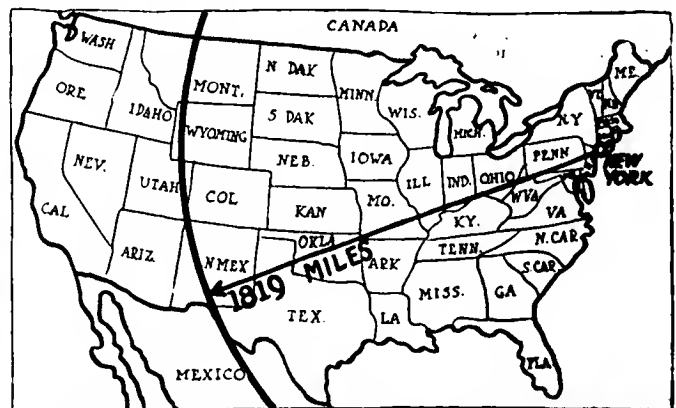 CANADA
WASH
ORE
IDAHO
MONT.
N DAK
S DAK
MINN.
WIS.
MICH.
N.Y
ME.
WYOMING
NEB.
IOWA
ILL
IND.
OHIO
PENN
NEW YORK
NEV.
UTAH
COL
KAN
MO.
KY.
W VA
VA
CAL
ARIZ.
N MEX
OKLA
ARK
TENN.
N.CAR
S.CAR
1819 MILES
TEX.
LA
MISS.
GA
FLA
MEXICO